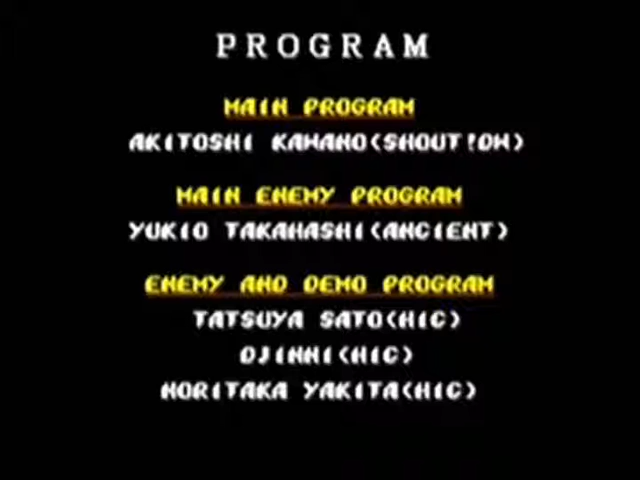 PROGRAM
MAIN PROGRAM
AKITOSHI KAWANO(SHOUT!DW)
MAIN ENEMY PROGRAM
YUKIO TAKAHASHI(ANCIENT)
ENEMY AND DEMO PROGRAM
TATSUYA SATO(HIC)
DJINNI(HIC)
NORITAKA YAKITA(HIC)